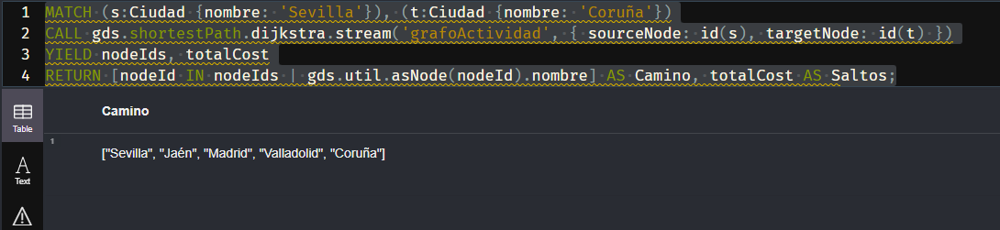 1 MATCH (s:Ciudad {nombre: 'Sevilla'}), (t:Ciudad {nombre: 'Coruña'})
2 CALL gds.shortestPath.dijkstra.stream('grafoActividad', { sourceNode: id(s), targetNode: id(t) })
3 YIELD nodeIds, totalCost
4 RETURN [nodeId IN nodeIds | gds.util.asNode(nodeId).nombre] AS Camino, totalCost AS Saltos;
Table
Camino
1
["Sevilla", "Jaén", "Madrid", "Valladolid", "Coruña"]
A
Text